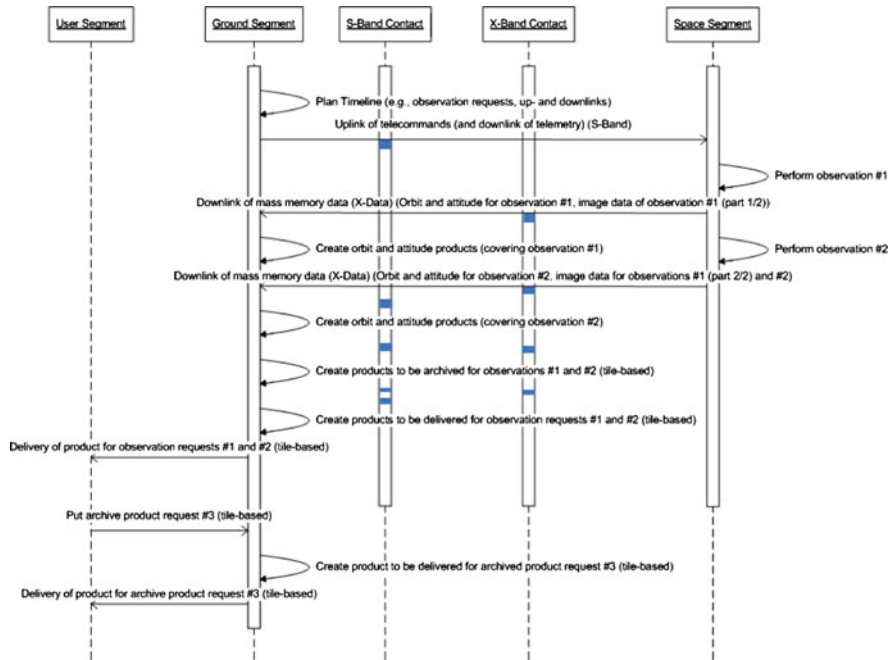 User Segment
Ground Segment
S-Band Contact
X-Band Contact
Space Segment
Plan Timeline (e.g., observation requests, up- and downlinks)
Uplink of telecommands (and downlink of telemetry) (S-Band)
Perform observation #1
Downlink of mass memory data (X-Data) (Orbit and attitude for observation #1, image data of observation #1 (part 1/2))
Create orbit and attitude products (covering observation #1)
Perform observation #2
Downlink of mass memory data (X-Data) (Orbit and attitude for observation #2, image data for observations #1 (part 2/2) and #2)
Create orbit and attitude products (covering observation #2)
Create products to be archived for observations #1 and #2 (tile-based)
Create products to be delivered for observation requests #1 and #2 (tile-based)
Delivery of product for observation requests #1 and #2 (tile-based)
Put archive product request #3 (tile-based)
Create product to be delivered for archived product request #3 (tile-based)
Delivery of product for archive product request #3 (tile-based)